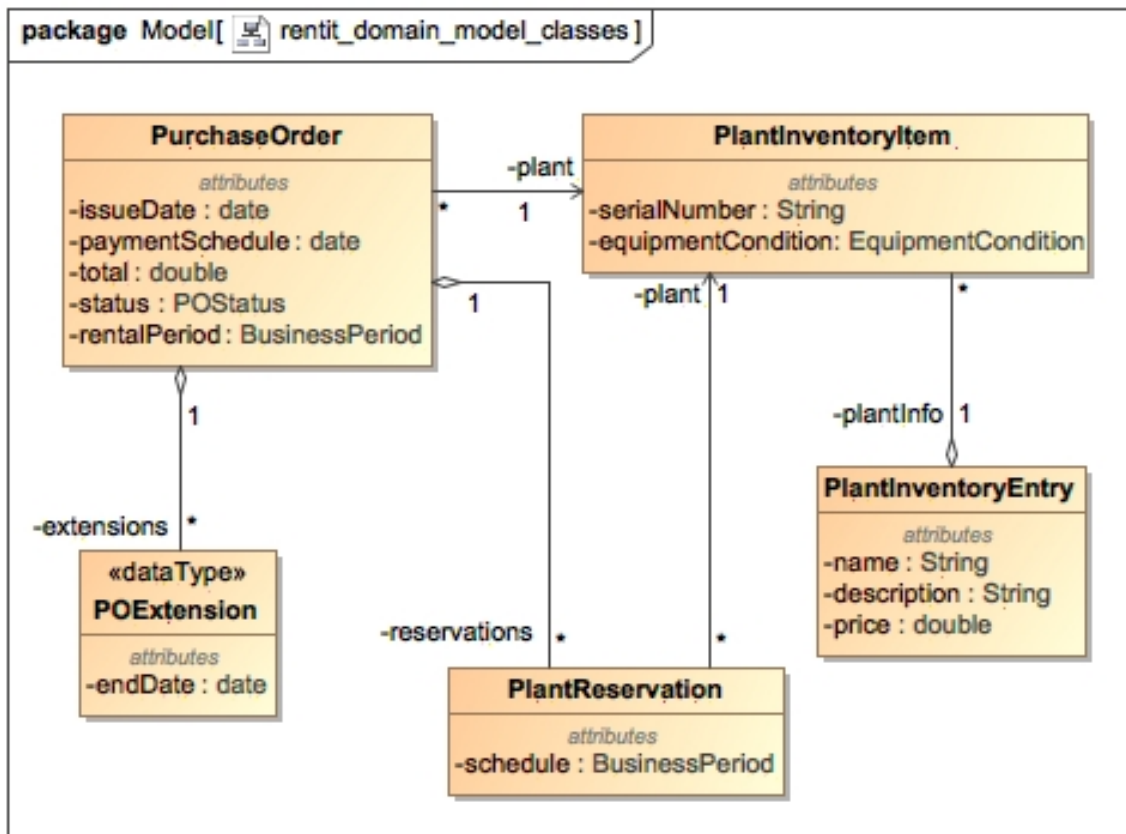 package Model[ rentit_domain_model_classes ]
PurchaseOrder
attributes
-issueDate : date
-paymentSchedule : date
-total : double
-status : POStatus
-rentalPeriod : BusinessPeriod
-plant
*
1
PlantInventoryItem
attributes
-serialNumber : String
-equipmentCondition: EquipmentCondition
1
-plant 1
*
1
-plantInfo 1
-extensions *
«dataType»
POExtension
attributes
-endDate : date
-reservations *
*
PlantReservation
attributes
-schedule : BusinessPeriod
PlantInventoryEntry
attributes
-name : String
-description : String
-price : double